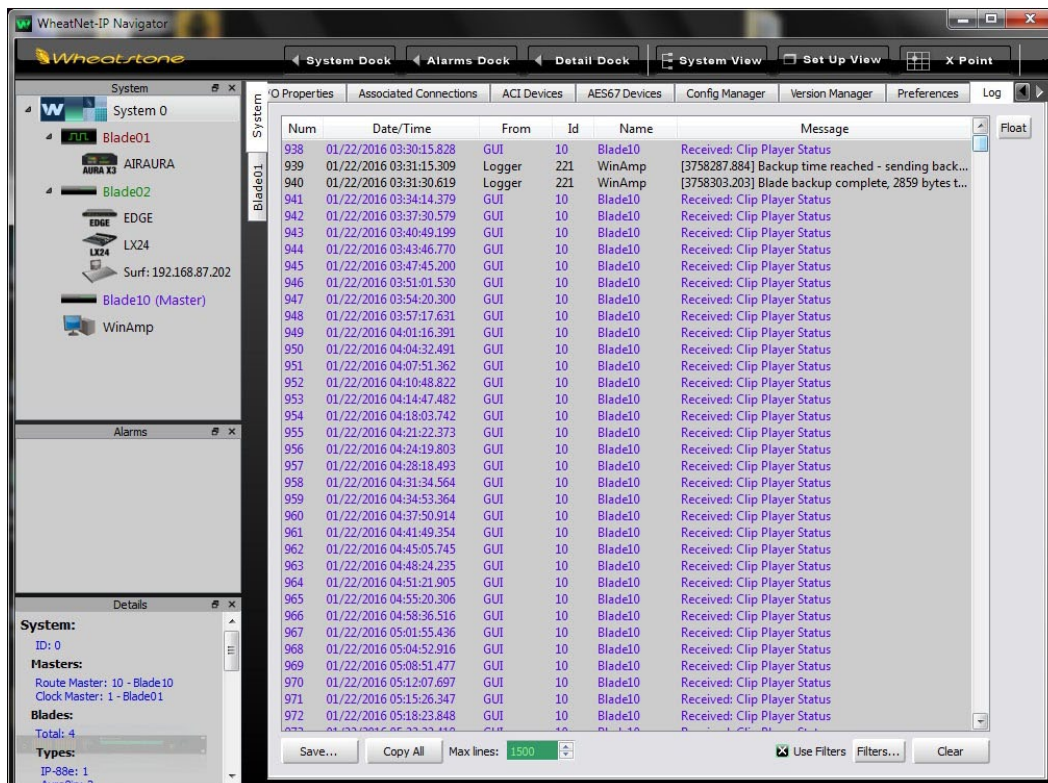 WheatNet-IP Navigator
Wheatstone
System Dock Alarms Dock Detail Dock System View Set Up View X Point
System
W System 0
Blade01
AURA X3 AIRAURA
Blade02
EDGE EDGE
LX24 LX24
Surf: 192.168.87.202
Blade10 (Master)
WinAmp
Alarms
Details
System:
ID: 0
Masters:
Route Master: 10 - Blade10
Clock Master: 1 - Blade01
Blades:
Total: 4
Types:
IP-88e: 1
System
Blade01
Properties Associated Connections ACI Devices AES67 Devices Config Manager Version Manager Preferences Log
Float
Num Date/Time From Id Name Message
938 01/22/2016 03:30:15.828 GUI 10 Blade10 Received: Clip Player Status
939 01/22/2016 03:31:15.309 Logger 221 WinAmp [3758287.884] Backup time reached - sending back...
940 01/22/2016 03:31:30.619 Logger 221 WinAmp [3758303.203] Blade backup complete, 2859 bytes t...
941 01/22/2016 03:34:14.379 GUI 10 Blade10 Received: Clip Player Status
942 01/22/2016 03:37:30.579 GUI 10 Blade10 Received: Clip Player Status
943 01/22/2016 03:40:49.199 GUI 10 Blade10 Received: Clip Player Status
944 01/22/2016 03:43:46.770 GUI 10 Blade10 Received: Clip Player Status
945 01/22/2016 03:47:45.200 GUI 10 Blade10 Received: Clip Player Status
946 01/22/2016 03:51:01.530 GUI 10 Blade10 Received: Clip Player Status
947 01/22/2016 03:54:20.300 GUI 10 Blade10 Received: Clip Player Status
948 01/22/2016 03:57:17.631 GUI 10 Blade10 Received: Clip Player Status
949 01/22/2016 04:01:16.391 GUI 10 Blade10 Received: Clip Player Status
950 01/22/2016 04:04:32.491 GUI 10 Blade10 Received: Clip Player Status
951 01/22/2016 04:07:51.362 GUI 10 Blade10 Received: Clip Player Status
952 01/22/2016 04:10:48.822 GUI 10 Blade10 Received: Clip Player Status
953 01/22/2016 04:14:47.482 GUI 10 Blade10 Received: Clip Player Status
954 01/22/2016 04:18:03.742 GUI 10 Blade10 Received: Clip Player Status
955 01/22/2016 04:21:22.373 GUI 10 Blade10 Received: Clip Player Status
956 01/22/2016 04:24:19.803 GUI 10 Blade10 Received: Clip Player Status
957 01/22/2016 04:28:18.493 GUI 10 Blade10 Received: Clip Player Status
958 01/22/2016 04:31:34.564 GUI 10 Blade10 Received: Clip Player Status
959 01/22/2016 04:34:53.364 GUI 10 Blade10 Received: Clip Player Status
960 01/22/2016 04:37:50.914 GUI 10 Blade10 Received: Clip Player Status
961 01/22/2016 04:41:49.354 GUI 10 Blade10 Received: Clip Player Status
962 01/22/2016 04:45:05.745 GUI 10 Blade10 Received: Clip Player Status
963 01/22/2016 04:48:24.235 GUI 10 Blade10 Received: Clip Player Status
964 01/22/2016 04:51:21.905 GUI 10 Blade10 Received: Clip Player Status
965 01/22/2016 04:55:20.306 GUI 10 Blade10 Received: Clip Player Status
966 01/22/2016 04:58:36.516 GUI 10 Blade10 Received: Clip Player Status
967 01/22/2016 05:01:55.436 GUI 10 Blade10 Received: Clip Player Status
968 01/22/2016 05:04:52.916 GUI 10 Blade10 Received: Clip Player Status
969 01/22/2016 05:08:51.477 GUI 10 Blade10 Received: Clip Player Status
970 01/22/2016 05:12:07.697 GUI 10 Blade10 Received: Clip Player Status
971 01/22/2016 05:15:26.347 GUI 10 Blade10 Received: Clip Player Status
972 01/22/2016 05:18:23.848 GUI 10 Blade10 Received: Clip Player Status
Save... Copy All Max lines: 1500 Use Filters Filters... Clear